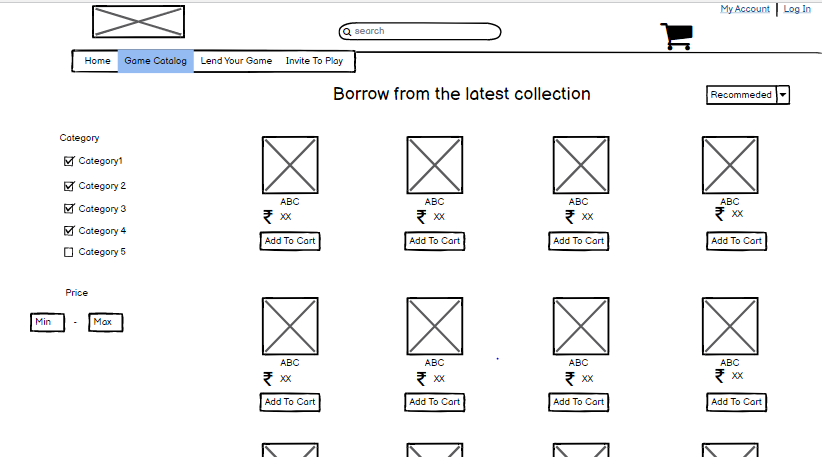 My Account | Log In
search
Home Game Catalog Lend Your Game Invite To Play
Borrow from the latest collection
Recommeded
Category
Category1
Category 2
Category 3
Category 4
Category 5
Price
Min - Max
ABC ABC ABC ABC
₹ XX ₹ XX ₹ XX ₹ XX
Add To Cart Add To Cart Add To Cart Add To Cart
ABC ABC ABC ABC
₹ XX ₹ XX ₹ XX ₹ XX
Add To Cart Add To Cart Add To Cart Add To Cart